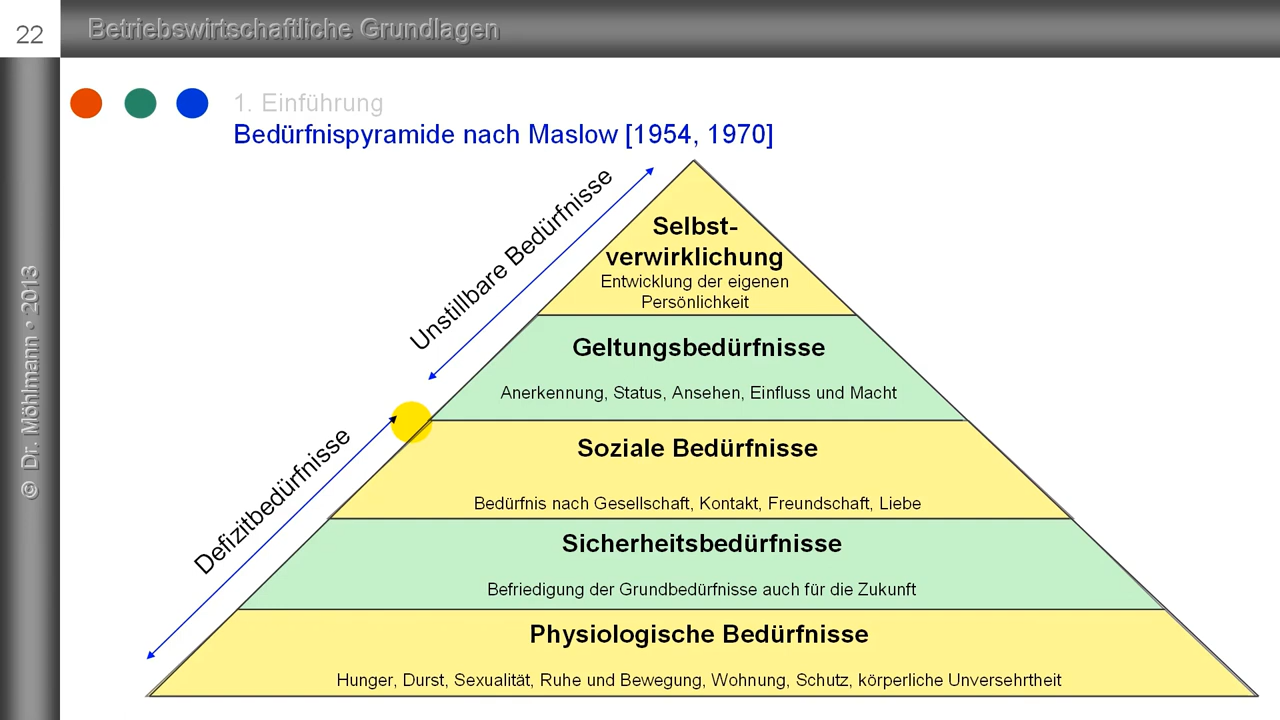 22
Betriebswirtschaftliche Grundlagen
1. Einführung
Bedürfnispyramide nach Maslow [1954, 1970]
Unstillbare Bedürfnisse
Defizitbedürfnisse
Selbst-
verwirklichung
Entwicklung der eigenen
Persönlichkeit
Geltungsbedürfnisse
Anerkennung, Status, Ansehen, Einfluss und Macht
Soziale Bedürfnisse
Bedürfnis nach Gesellschaft, Kontakt, Freundschaft, Liebe
Sicherheitsbedürfnisse
Befriedigung der Grundbedürfnisse auch für die Zukunft
Physiologische Bedürfnisse
Hunger, Durst, Sexualität, Ruhe und Bewegung, Wohnung, Schutz, körperliche Unversehrtheit
© Dr. Möhlmann • 2013